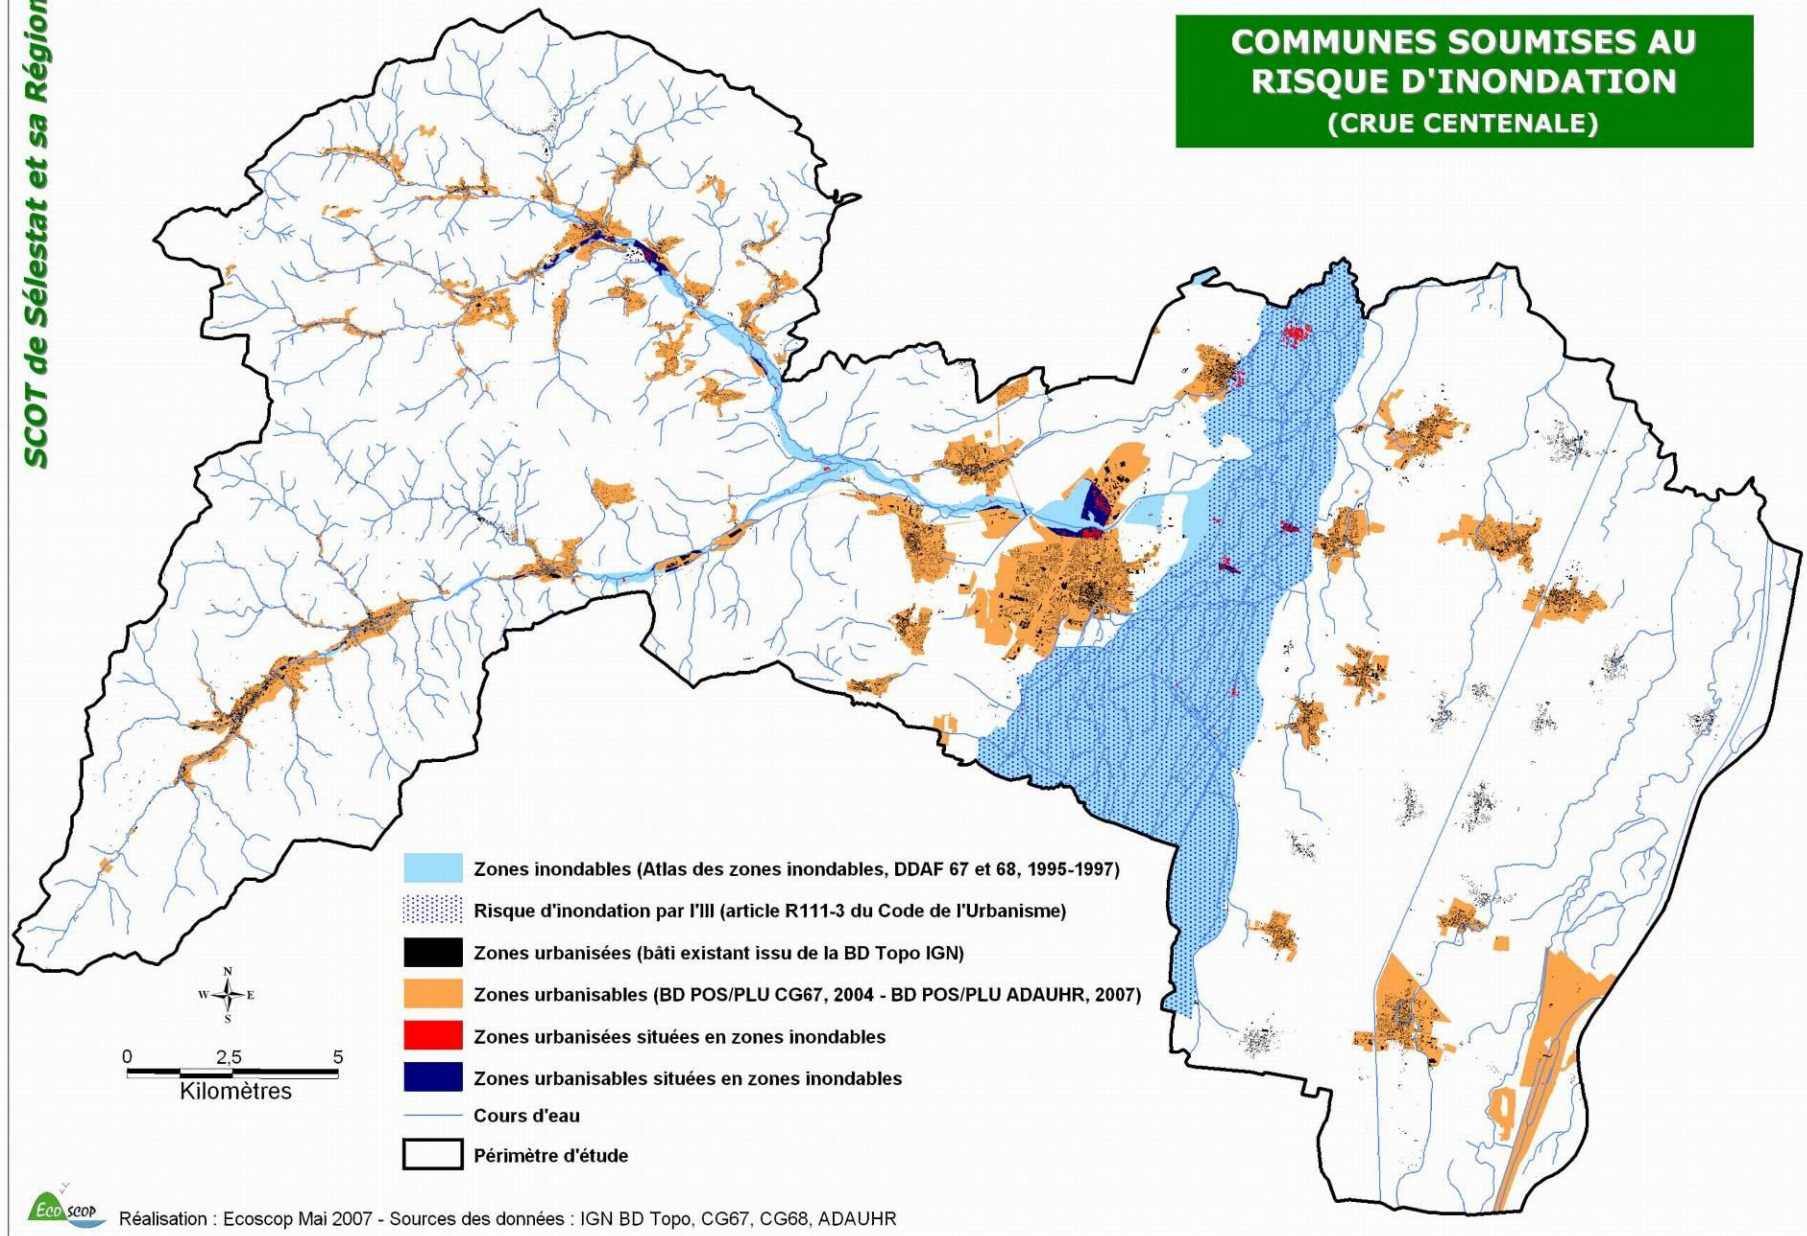 SCOT de Sélestat et sa Région
COMMUNES SOUMISES AU
RISQUE D'INONDATION
(CRUE CENTENALE)
Zones inondables (Atlas des zones inondables, DDAF 67 et 68, 1995-1997)
Risque d'inondation par l'Ill (article R111-3 du Code de l'Urbanisme)
Zones urbanisées (bâti existant issu de la BD Topo IGN)
Zones urbanisables (BD POS/PLU CG67, 2004 - BD POS/PLU ADAUHR, 2007)
Zones urbanisées situées en zones inondables
Zones urbanisables situées en zones inondables
Cours d'eau
Périmètre d'étude
N
W E
S
0 2,5 5
Kilomètres
Eco SCOP
Réalisation : Ecoscop Mai 2007 - Sources des données : IGN BD Topo, CG67, CG68, ADAUHR